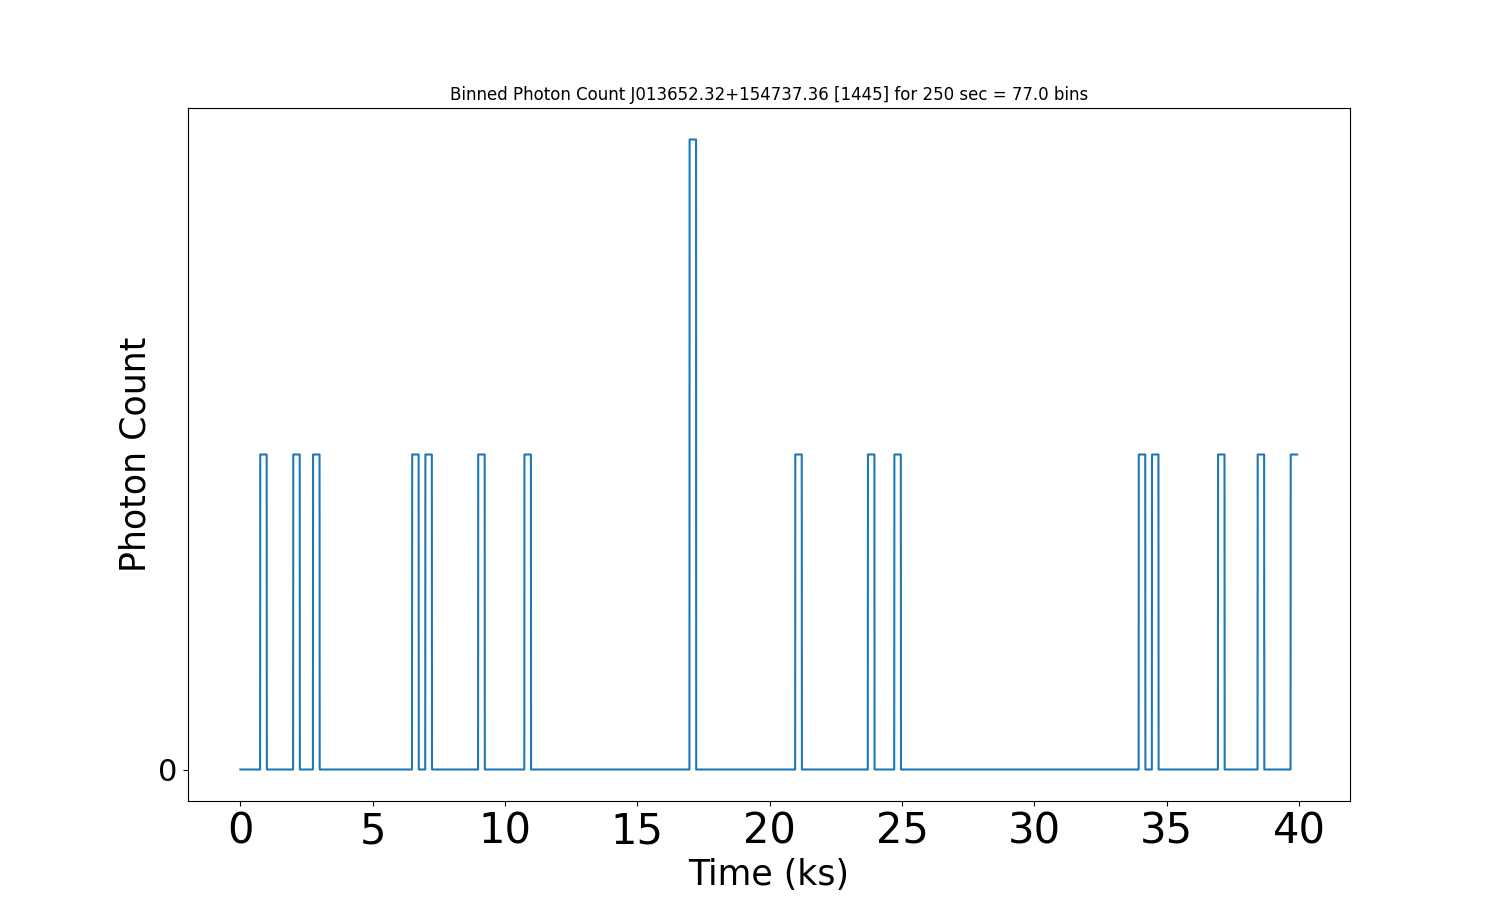 Binned Photon Count J013652.32+154737.36 [1445] for 250 sec = 77.0 bins
Photon Count
0
0 5 10 15 20 25 30 35 40
Time (ks)